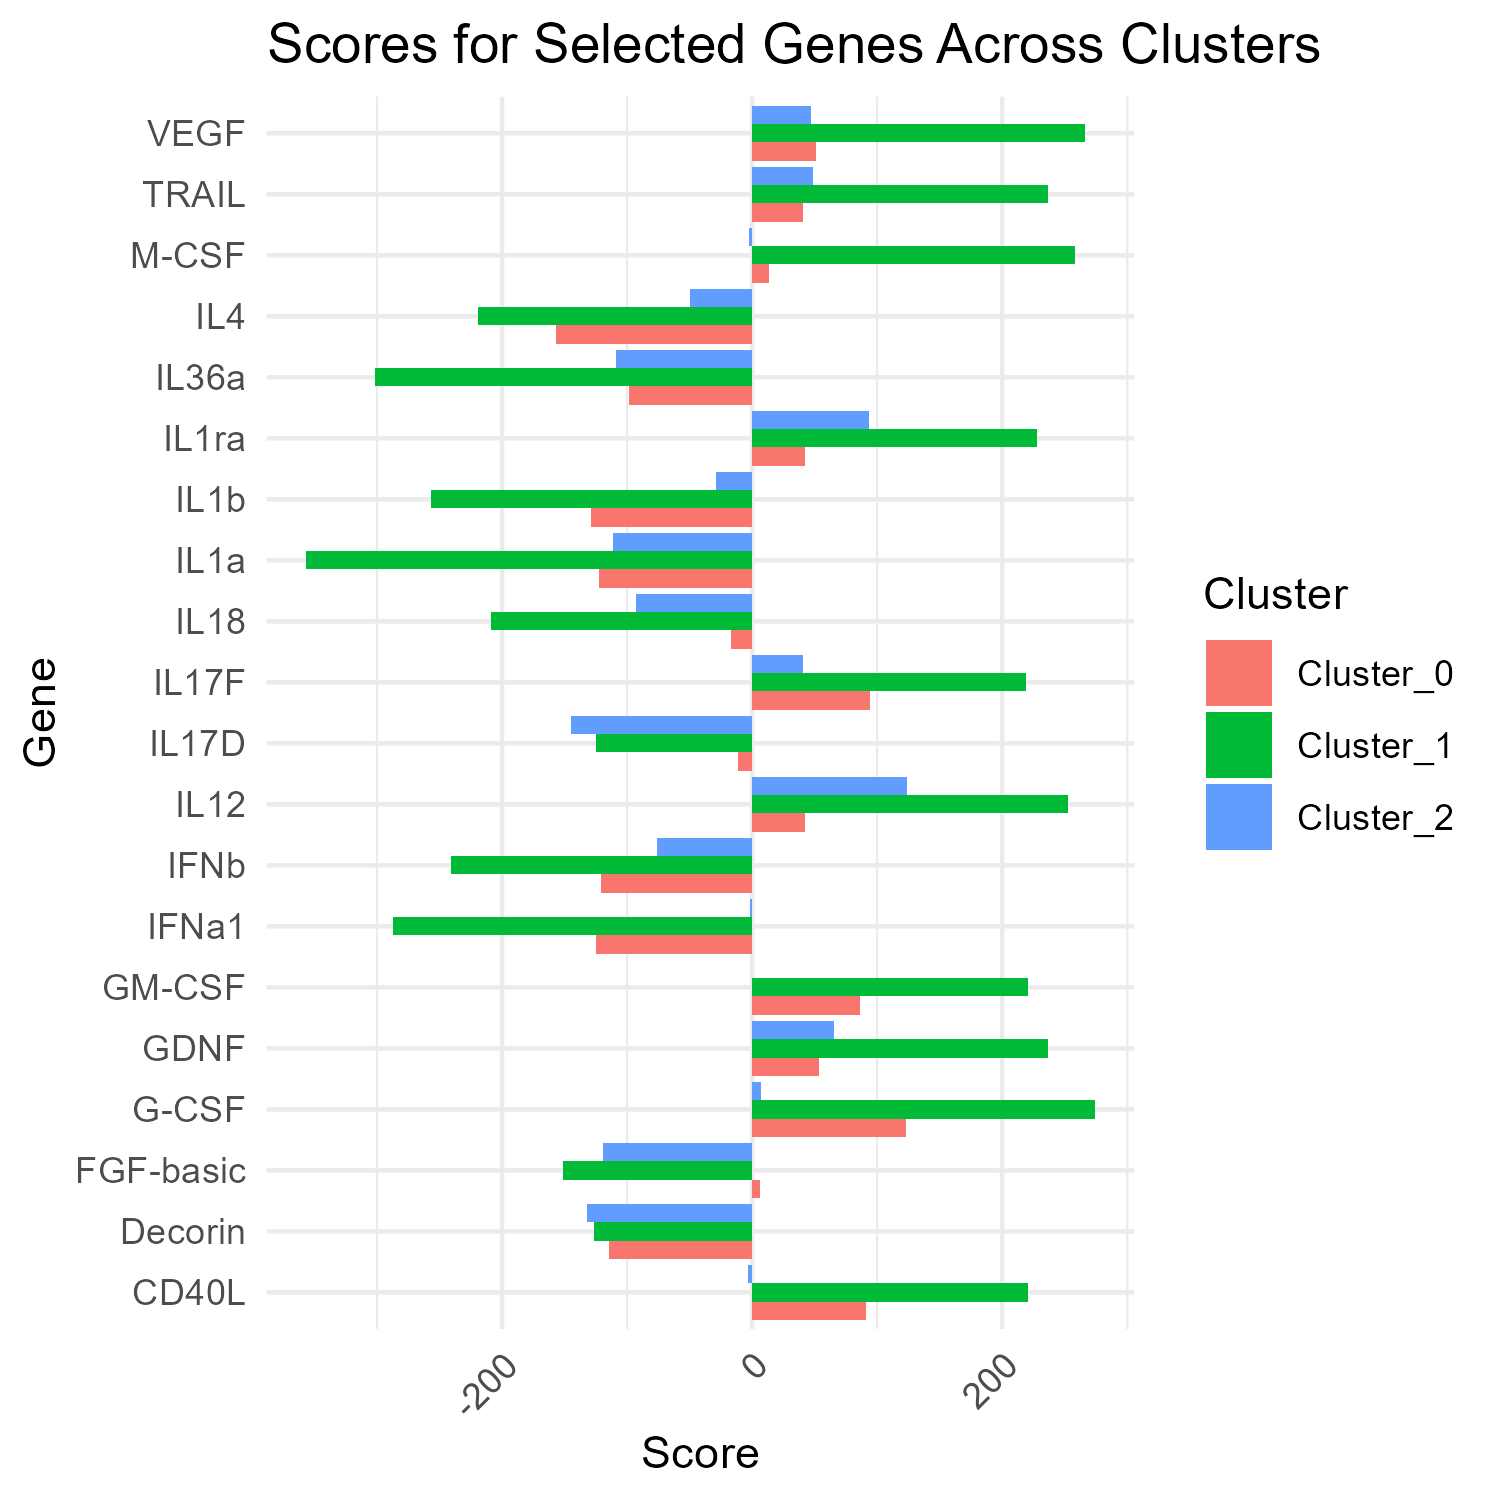 Scores for Selected Genes Across Clusters
VEGF
TRAIL
M-CSF
IL4
IL36a
IL1ra
IL1b
IL1a
IL18
IL17F
IL17D
IL12
IFNb
IFNa1
GM-CSF
GDNF
G-CSF
FGF-basic
Decorin
CD40L
Gene
-200
0
200
Score
Cluster
Cluster_0
Cluster_1
Cluster_2